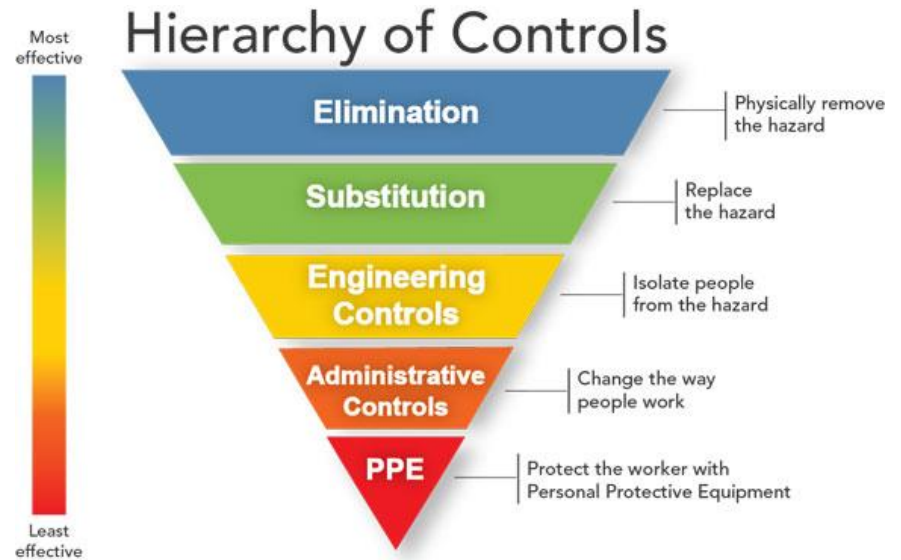 Hierarchy of Controls
Most
effective
Elimination
Physically remove
the hazard
Substitution
Replace
the hazard
Engineering
Controls
Isolate people
from the hazard
Administrative
Controls
Change the way
people work
PPE
Protect the worker with
Personal Protective Equipment
Least
effective